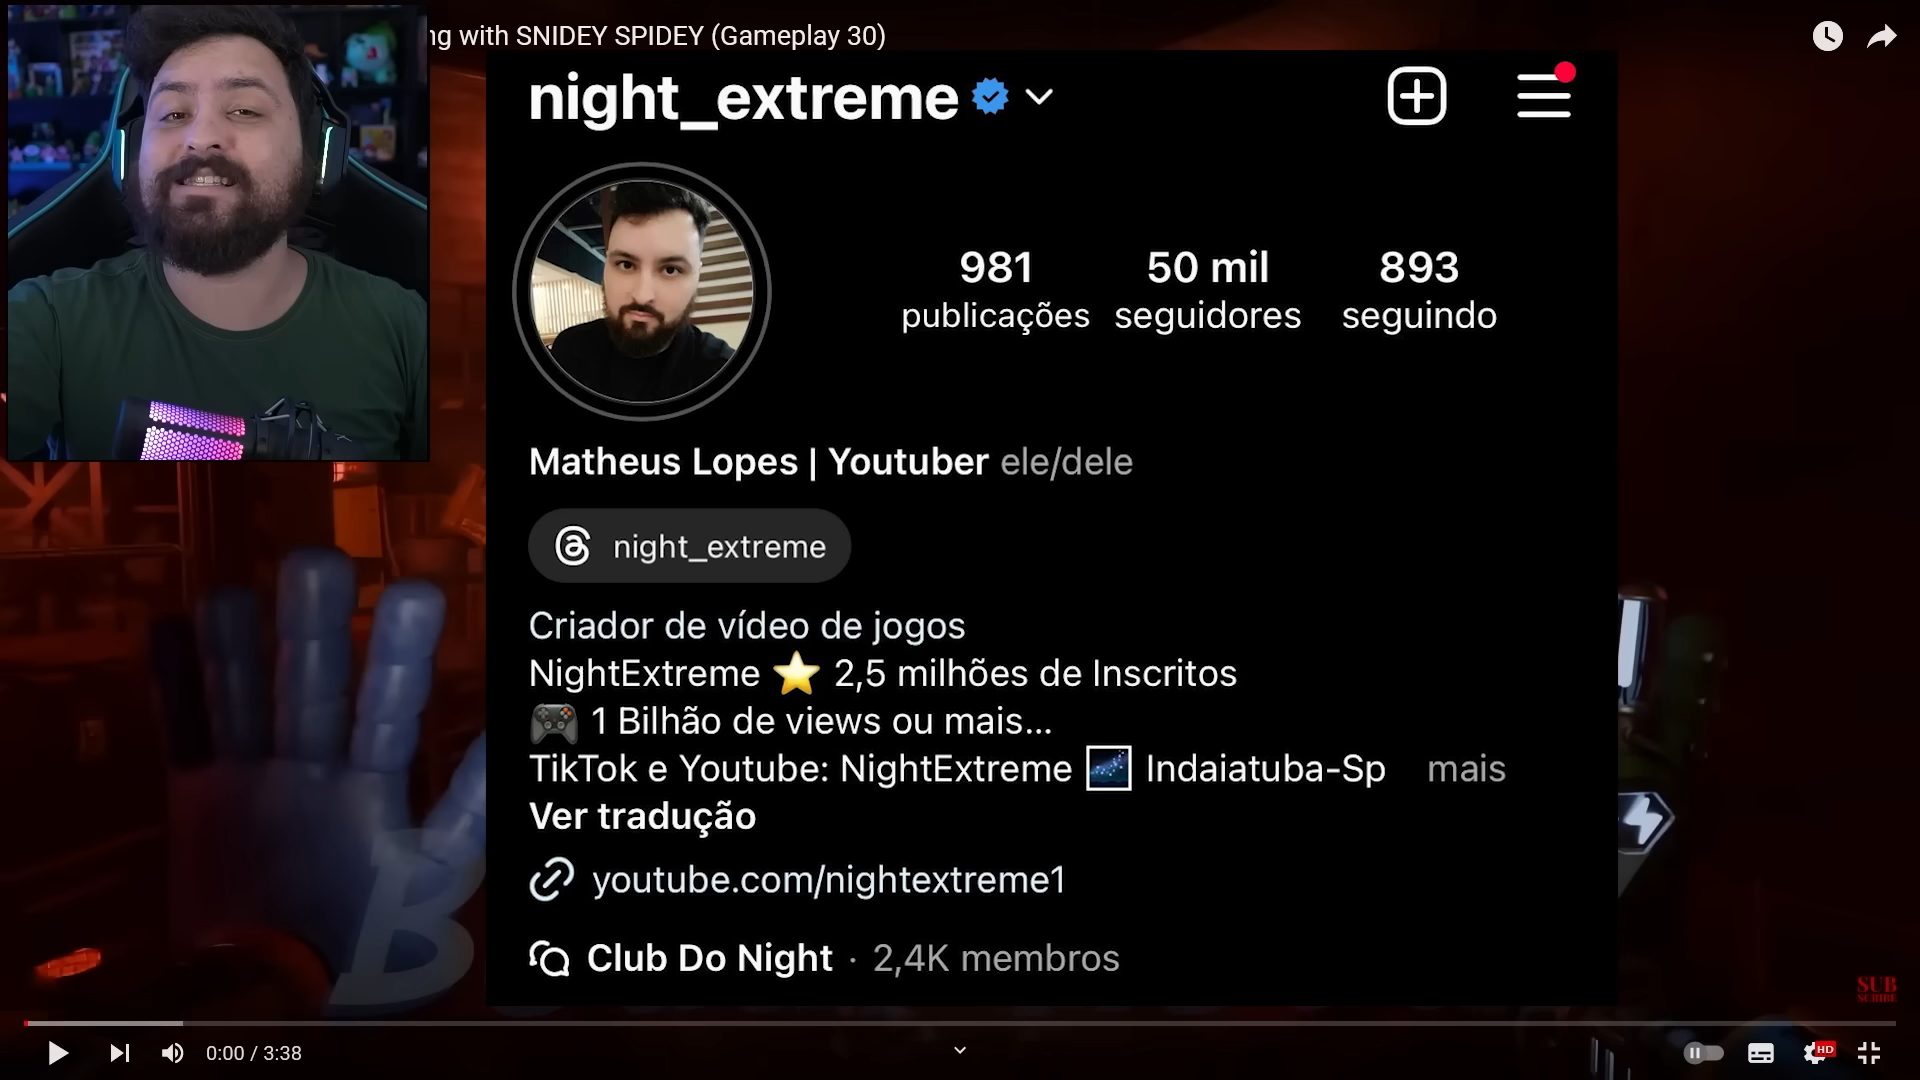 ng with SNIDEY SPIDEY (Gameplay 30)
night_extreme
981
publicações
50 mil
seguidores
893
seguindo
Matheus Lopes | Youtuber ele/dele
night_extreme
Criador de vídeo de jogos
NightExtreme ⭐ 2,5 milhões de Inscritos
🎮 1 Bilhão de views ou mais...
TikTok e Youtube: NightExtreme 🌌 Indaiatuba-Sp mais
Ver tradução
youtube.com/nightextreme1
Club Do Night · 2,4K membros
B
SUB
SCRIBE
0:00 / 3:38
HD